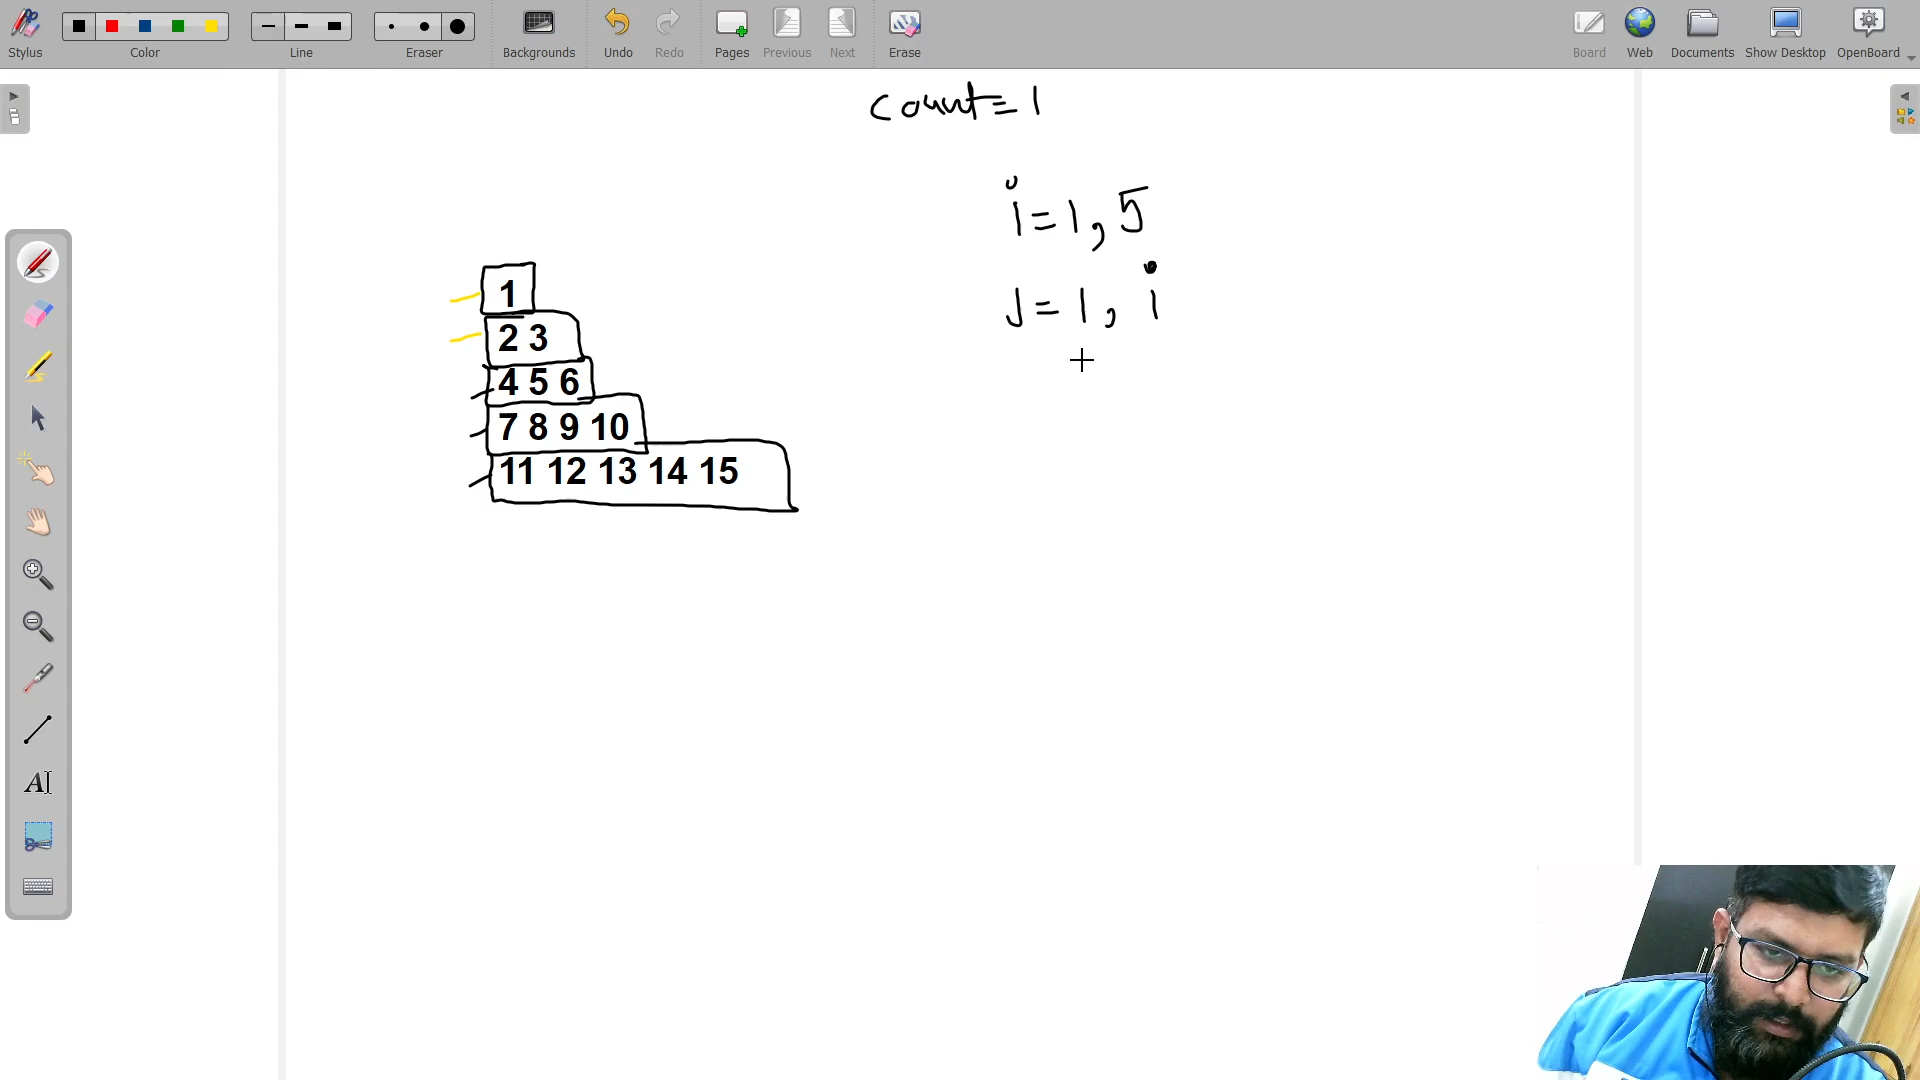 Stylus
Color
Line
Eraser
Backgrounds
Undo
Redo
Pages
Previous
Next
Erase
Board
Web
Documents
Show Desktop
OpenBoard
count = 1
i = 1, 5
J = 1, i
1
2 3
4 5 6
7 8 9 10
11 12 13 14 15
AI